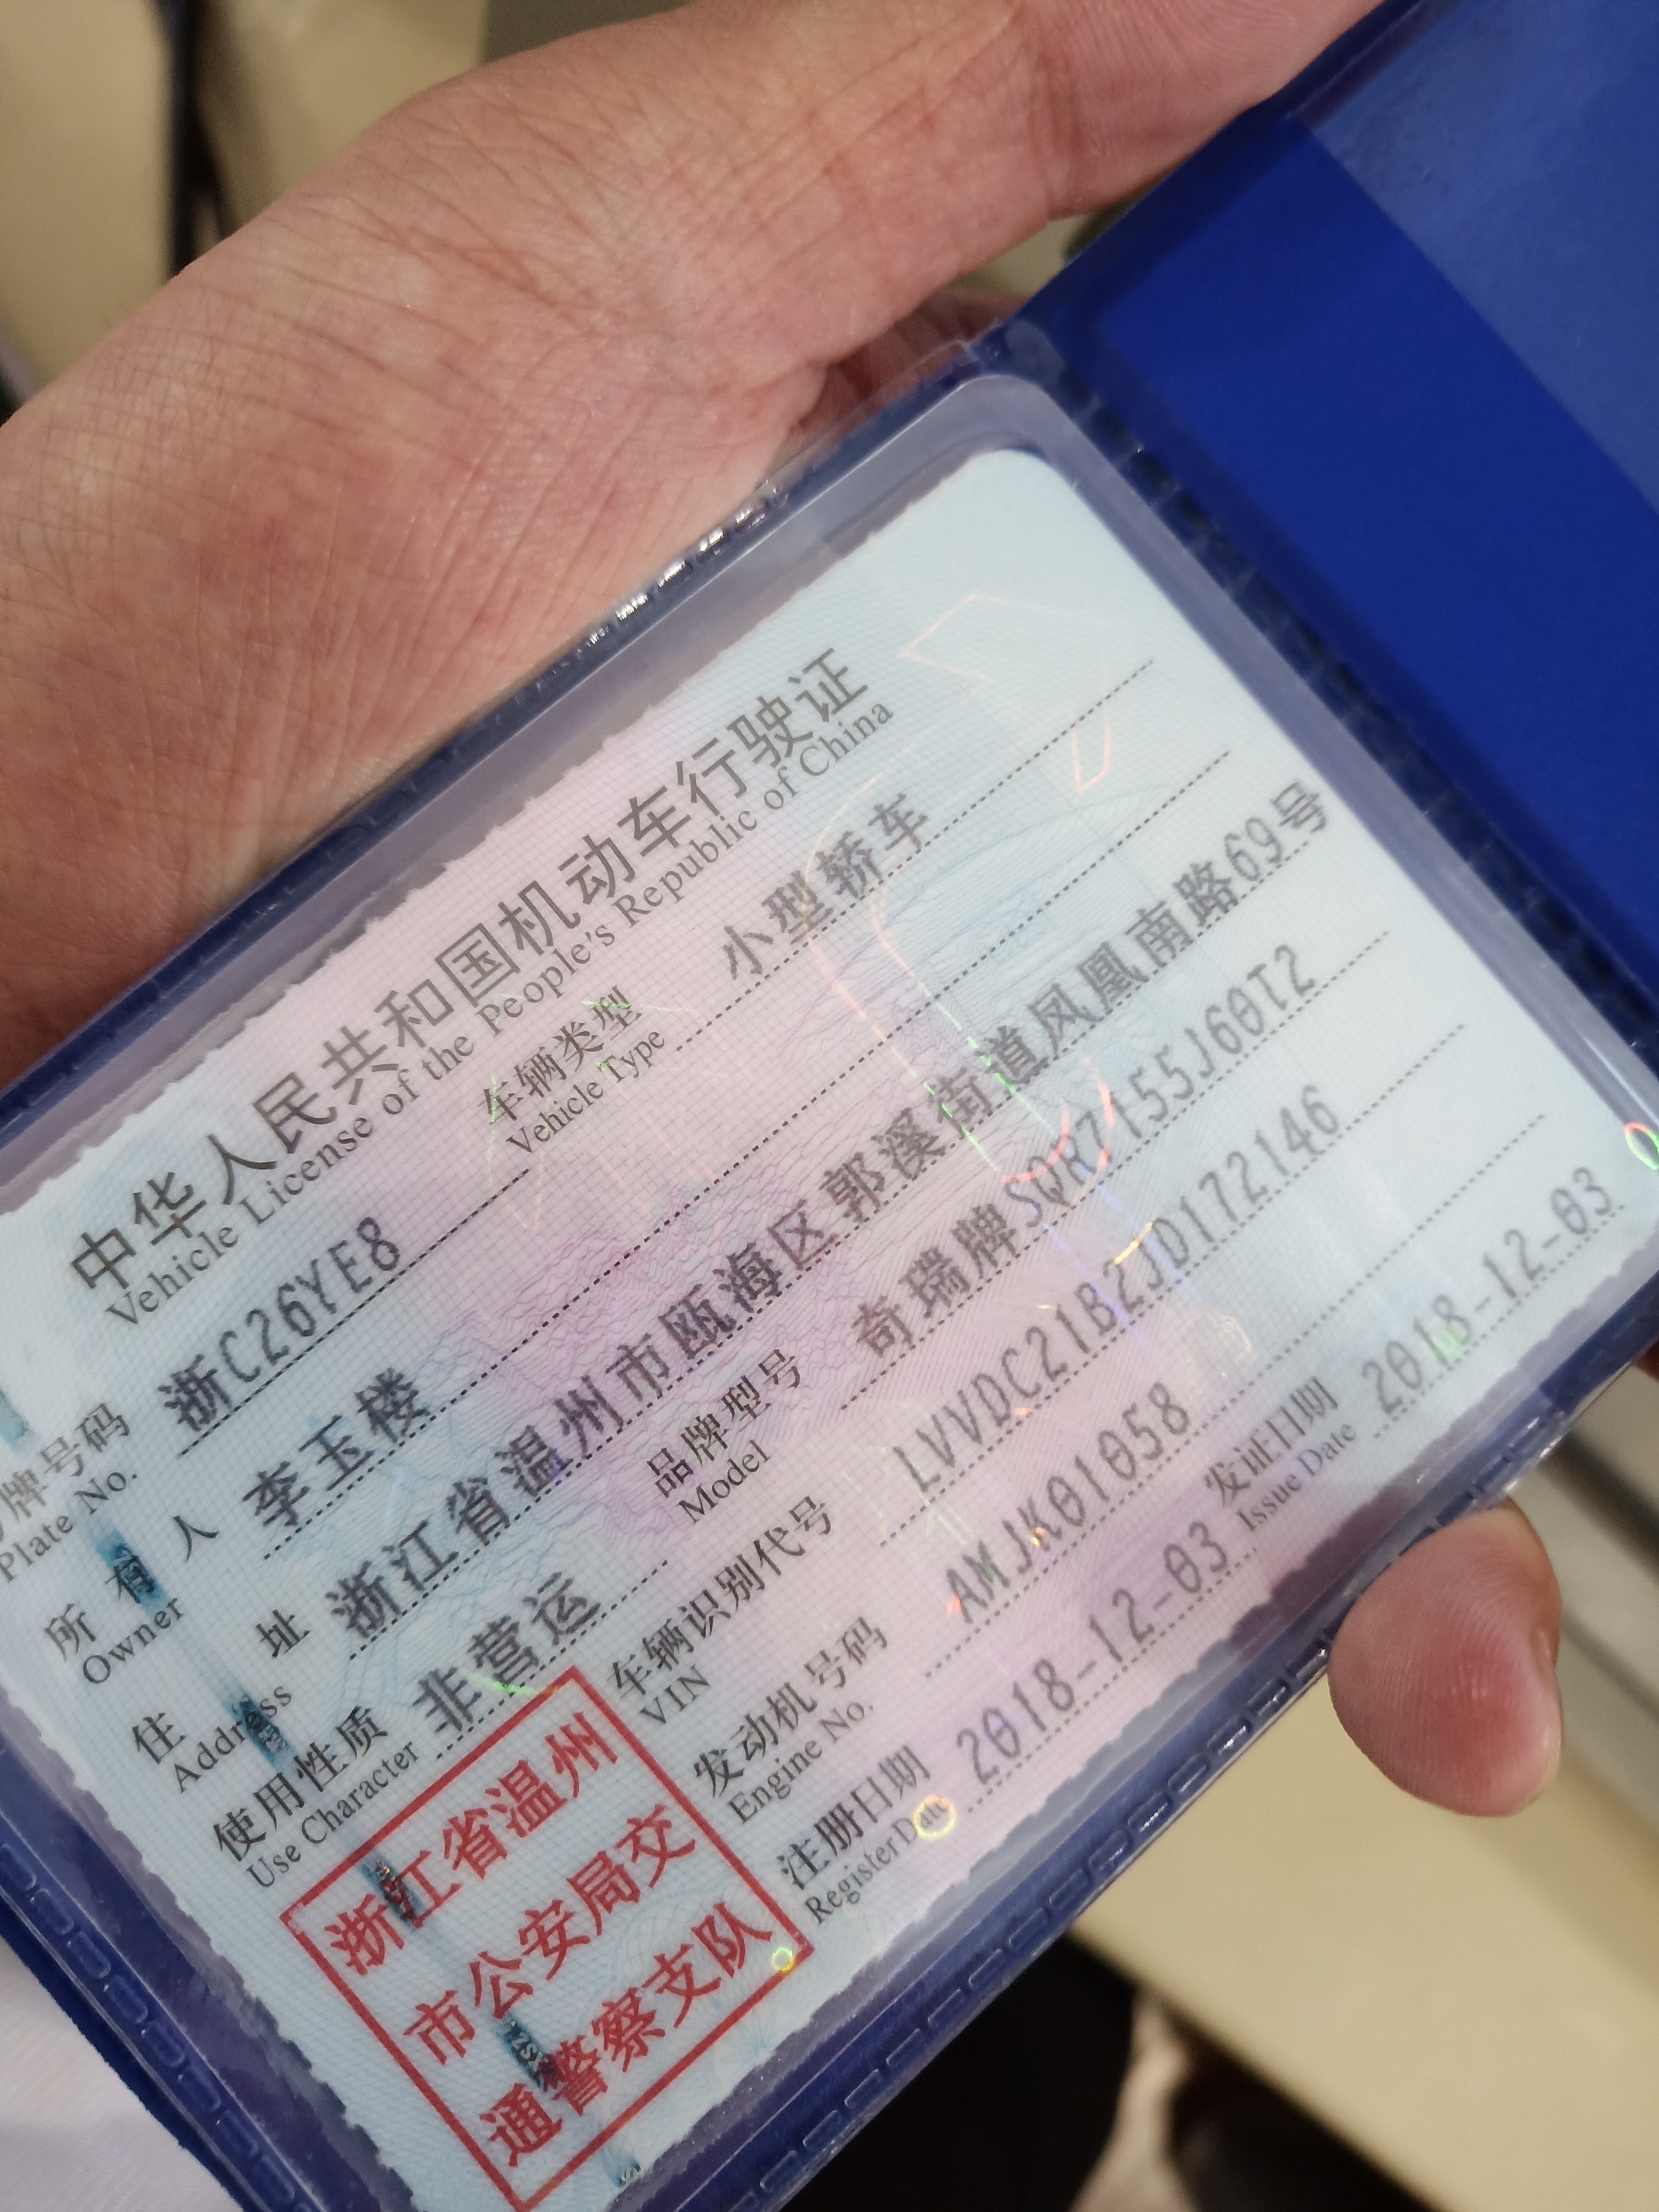 中华人民共和国机动车行驶证
Vehicle License of the People's Republic of China
牌号码 浙C26YE8 车辆类型 小型轿车
Plate No. Vehicle Type
所有人 李玉楼
Owner
住址 浙江省温州市瓯海区郭溪街道凤凰南路69号
Address
使用性质 非营运 品牌型号 奇瑞牌SQR7155J60T2
Use Character Model
浙江省温州
市公安局交
通警察支队
车辆识别代号 LVVDC21B2JD172146
VIN
发动机号码 AMJK01058
Engine No.
注册日期 2018-12-03 发证日期 2018-12-03
Register Date Issue Date